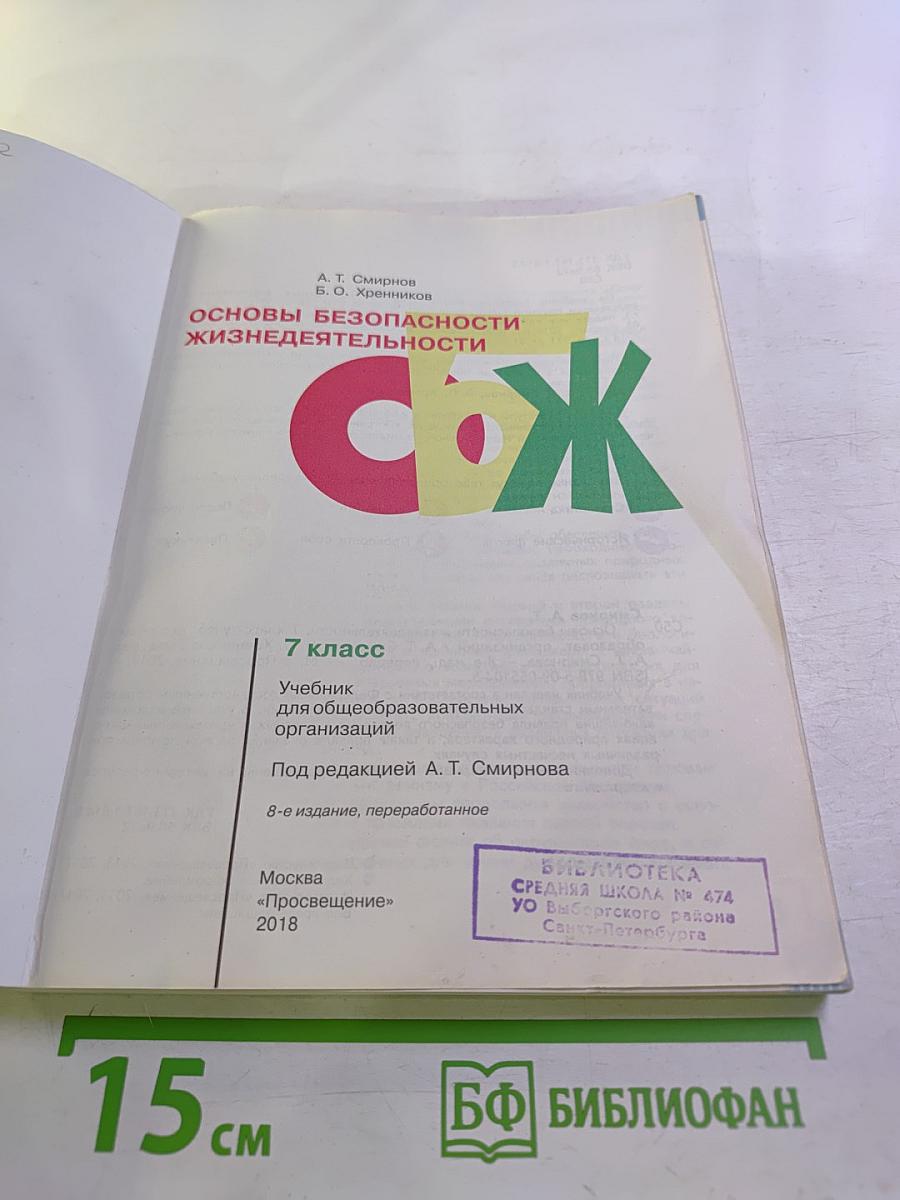 А. Т. Смирнов
Б. О. Хренников
ОСНОВЫ БЕЗОПАСНОСТИ
ЖИЗНЕДЕЯТЕЛЬНОСТИ
ОБЖ
7 класс
Учебник
для общеобразовательных
организаций
Под редакцией А. Т. Смирнова
8-е издание, переработанное
Москва
«Просвещение»
2018
БИБЛИОТЕКА
СРЕДНЯЯ ШКОЛА № 474
УО Выборгского района
Санкт-Петербурга
15 см
БФ БИБЛИОФАН